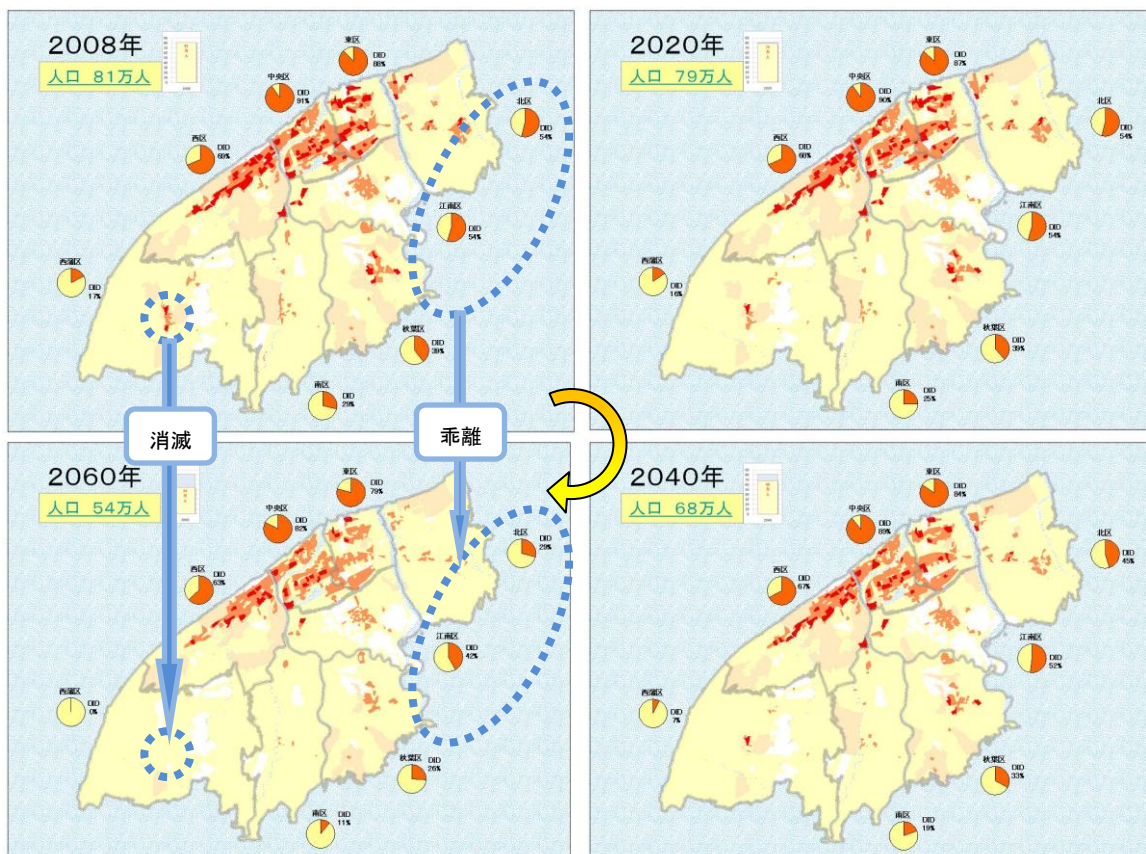 2008年
人口 81万人
東区
DID
88%
中央区
DID
91%
西区
DID
69%
北区
DID
54%
江南区
DID
54%
西蒲区
DID
17%
秋葉区
DID
39%
南区
DID
29%
2020年
人口 79万人
東区
DID
87%
中央区
DID
90%
西区
DID
68%
北区
DID
54%
江南区
DID
54%
西蒲区
DID
16%
秋葉区
DID
39%
南区
DID
25%
消滅
乖離
2060年
人口 54万人
東区
DID
79%
中央区
DID
82%
西区
DID
63%
北区
DID
29%
江南区
DID
42%
西蒲区
DID
0%
秋葉区
DID
26%
南区
DID
11%
2040年
人口 68万人
東区
DID
84%
中央区
DID
89%
西区
DID
67%
北区
DID
45%
江南区
DID
52%
西蒲区
DID
7%
秋葉区
DID
33%
南区
DID
19%